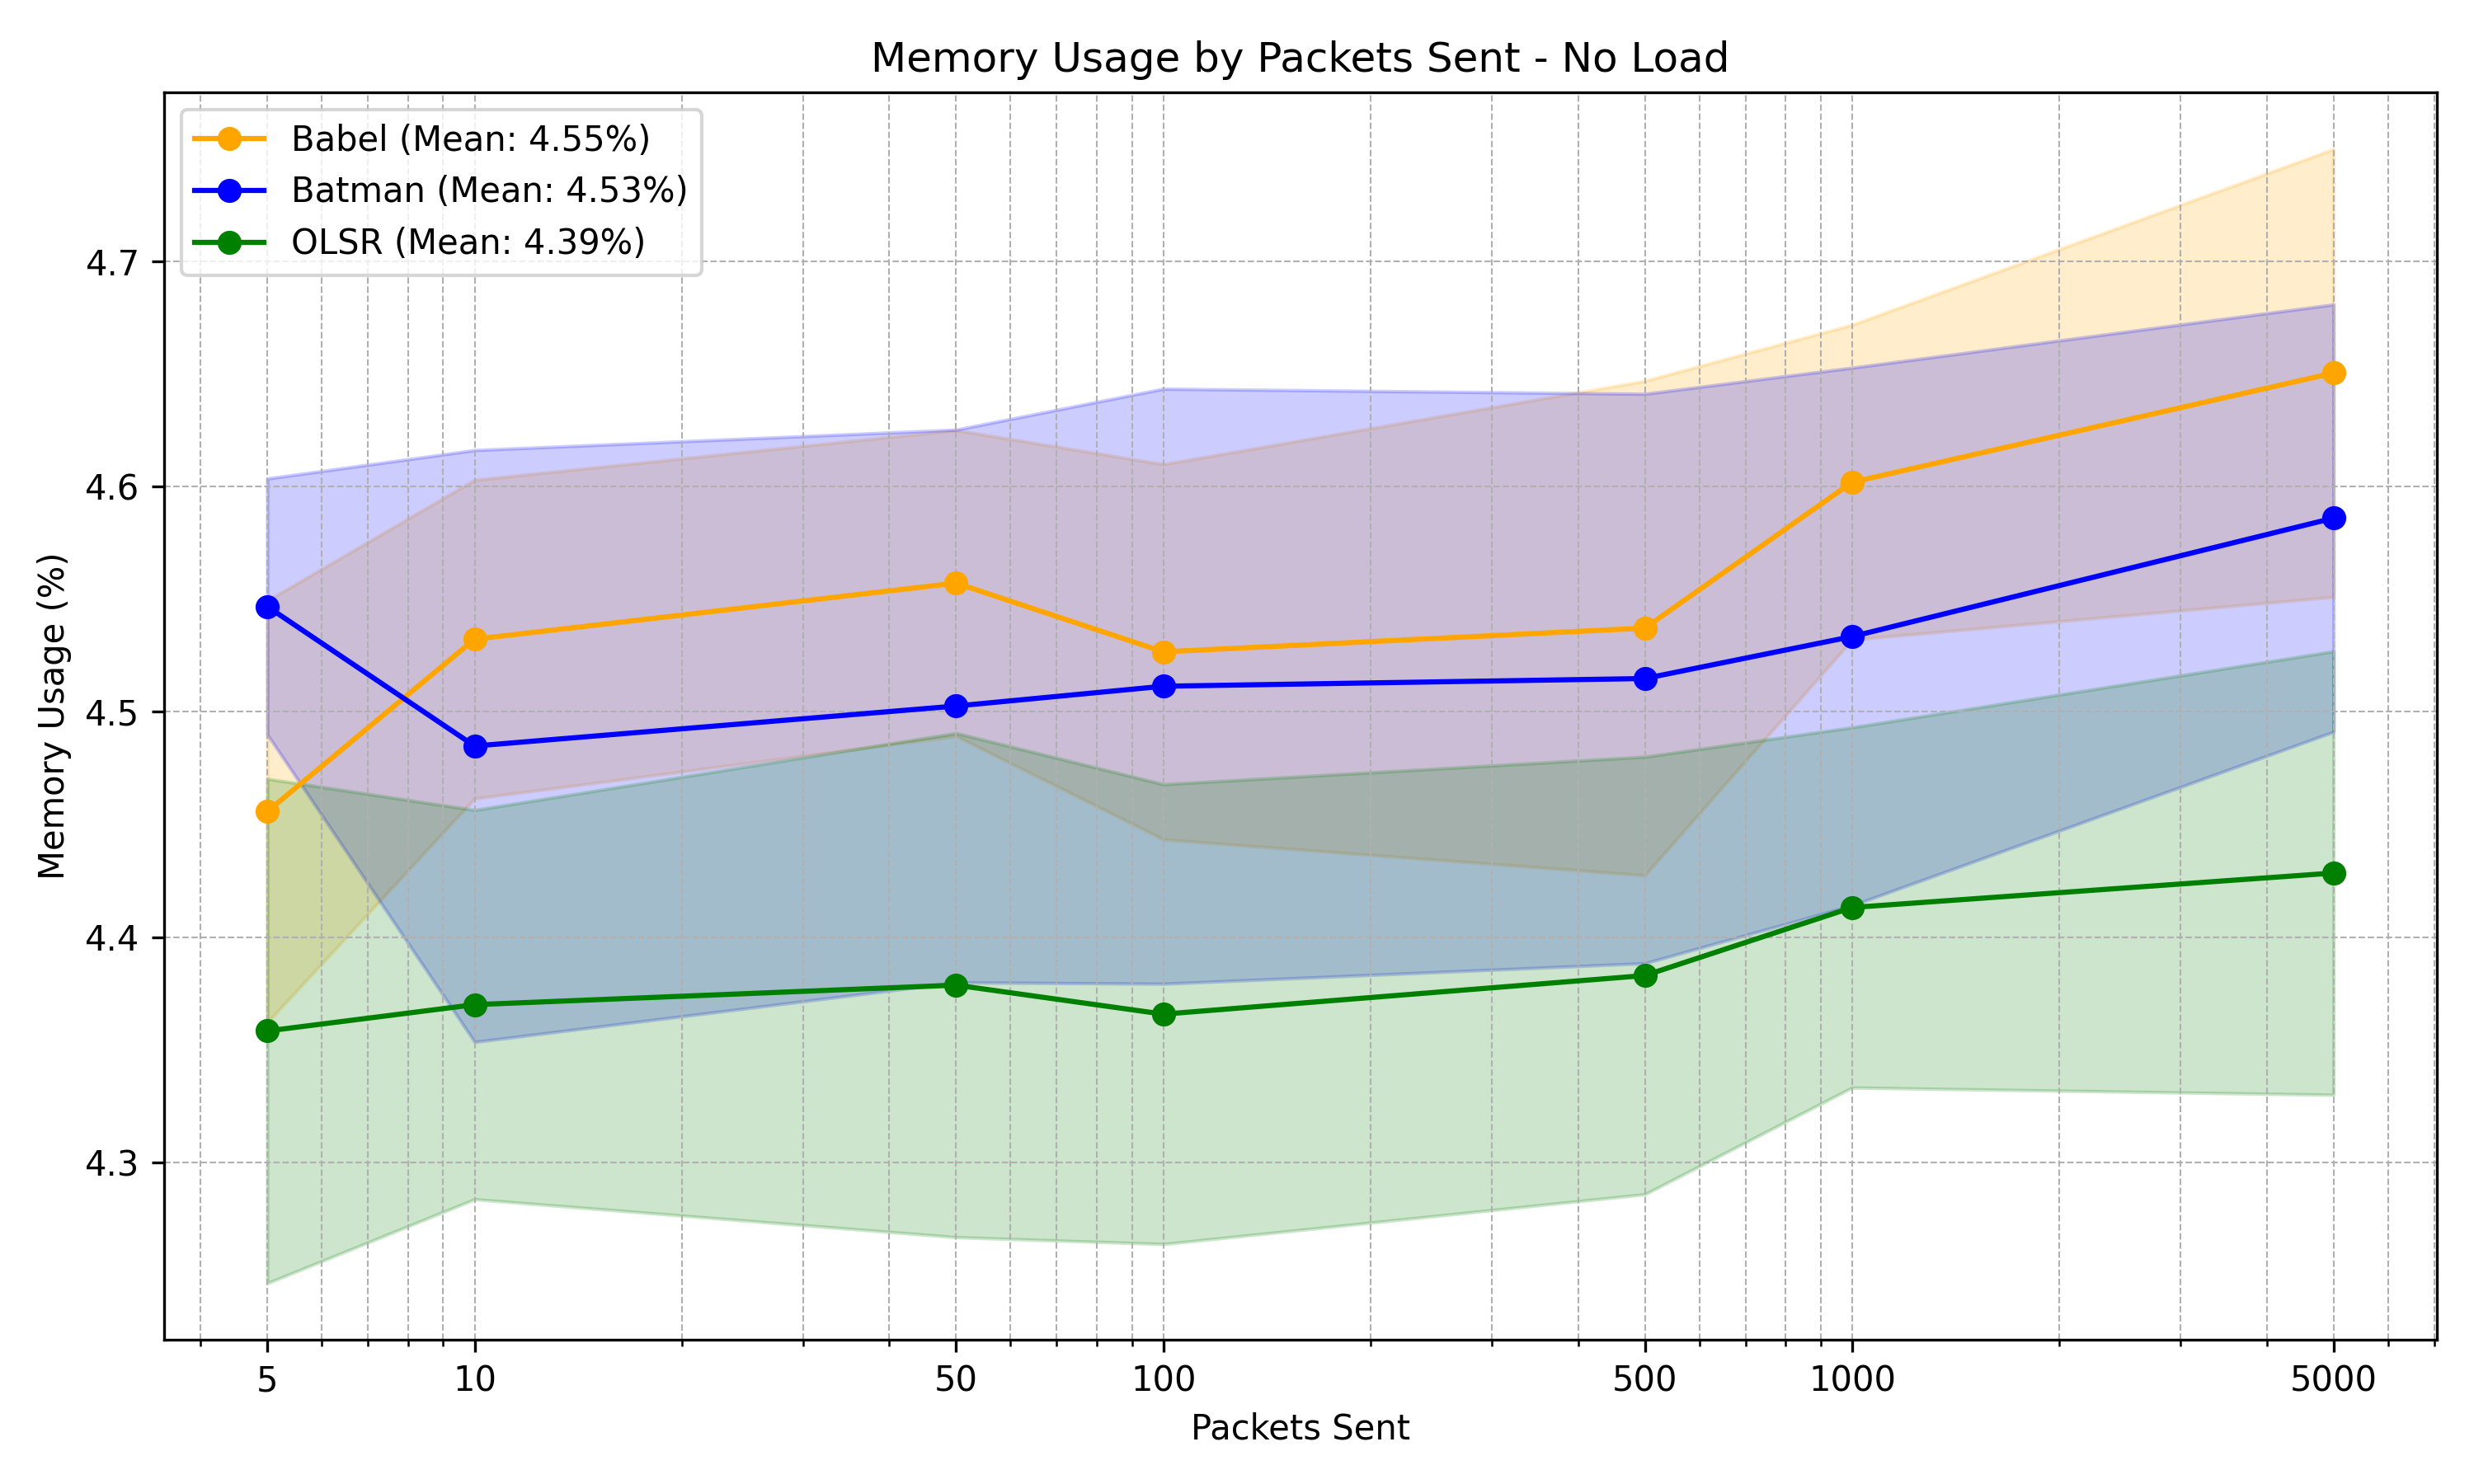 Memory Usage by Packets Sent - No Load
Babel (Mean: 4.55%)
Batman (Mean: 4.53%)
OLSR (Mean: 4.39%)
Memory Usage (%)
4.7
4.6
4.5
4.4
4.3
5 10 50 100 500 1000 5000
Packets Sent